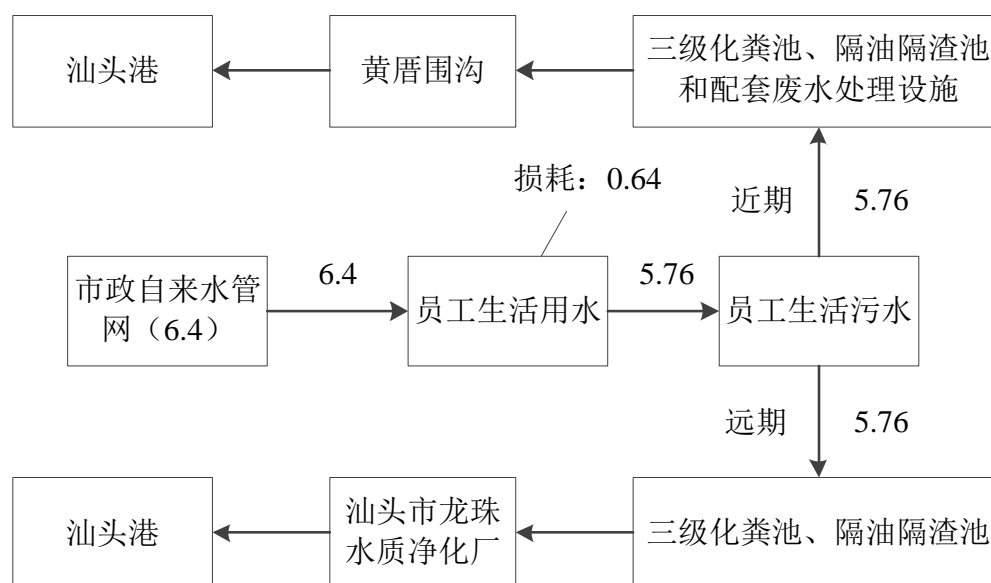 汕头港
黄厝围沟
三级化粪池、隔油隔渣池
和配套废水处理设施
损耗：0.64
近期
5.76
市政自来水管
网（6.4）
6.4
员工生活用水
5.76
员工生活污水
远期
5.76
汕头港
汕头市龙珠
水质净化厂
三级化粪池、隔油隔渣池